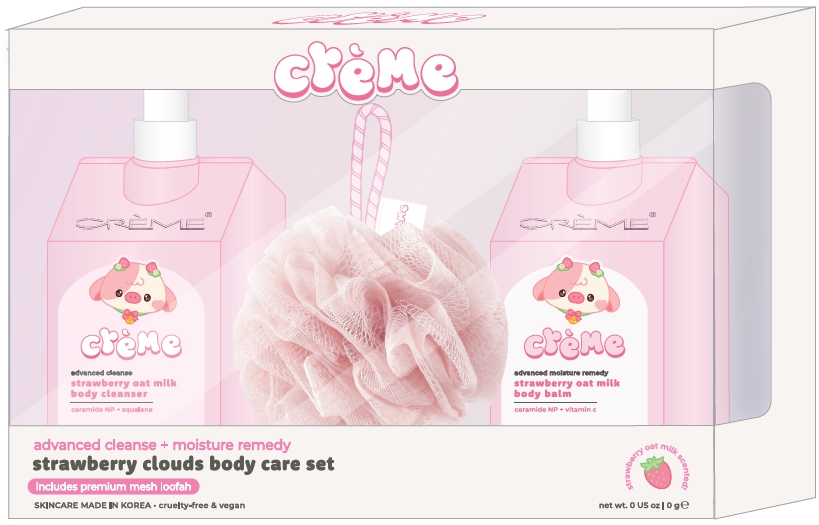 crème
crème
CRÈME®
CRÈME®
crème
advanced cleanse
strawberry oat milk
body cleanser
ceramide NP + squalane
crème
advanced moisture remedy
strawberry oat milk
body balm
ceramide NP + vitamin c
advanced cleanse + moisture remedy
strawberry clouds body care set
includes premium mesh loofah
SKINCARE MADE IN KOREA • cruelty-free & vegan
strawberry oat milk scented!
net wt. 0 US oz | 0 g ℮